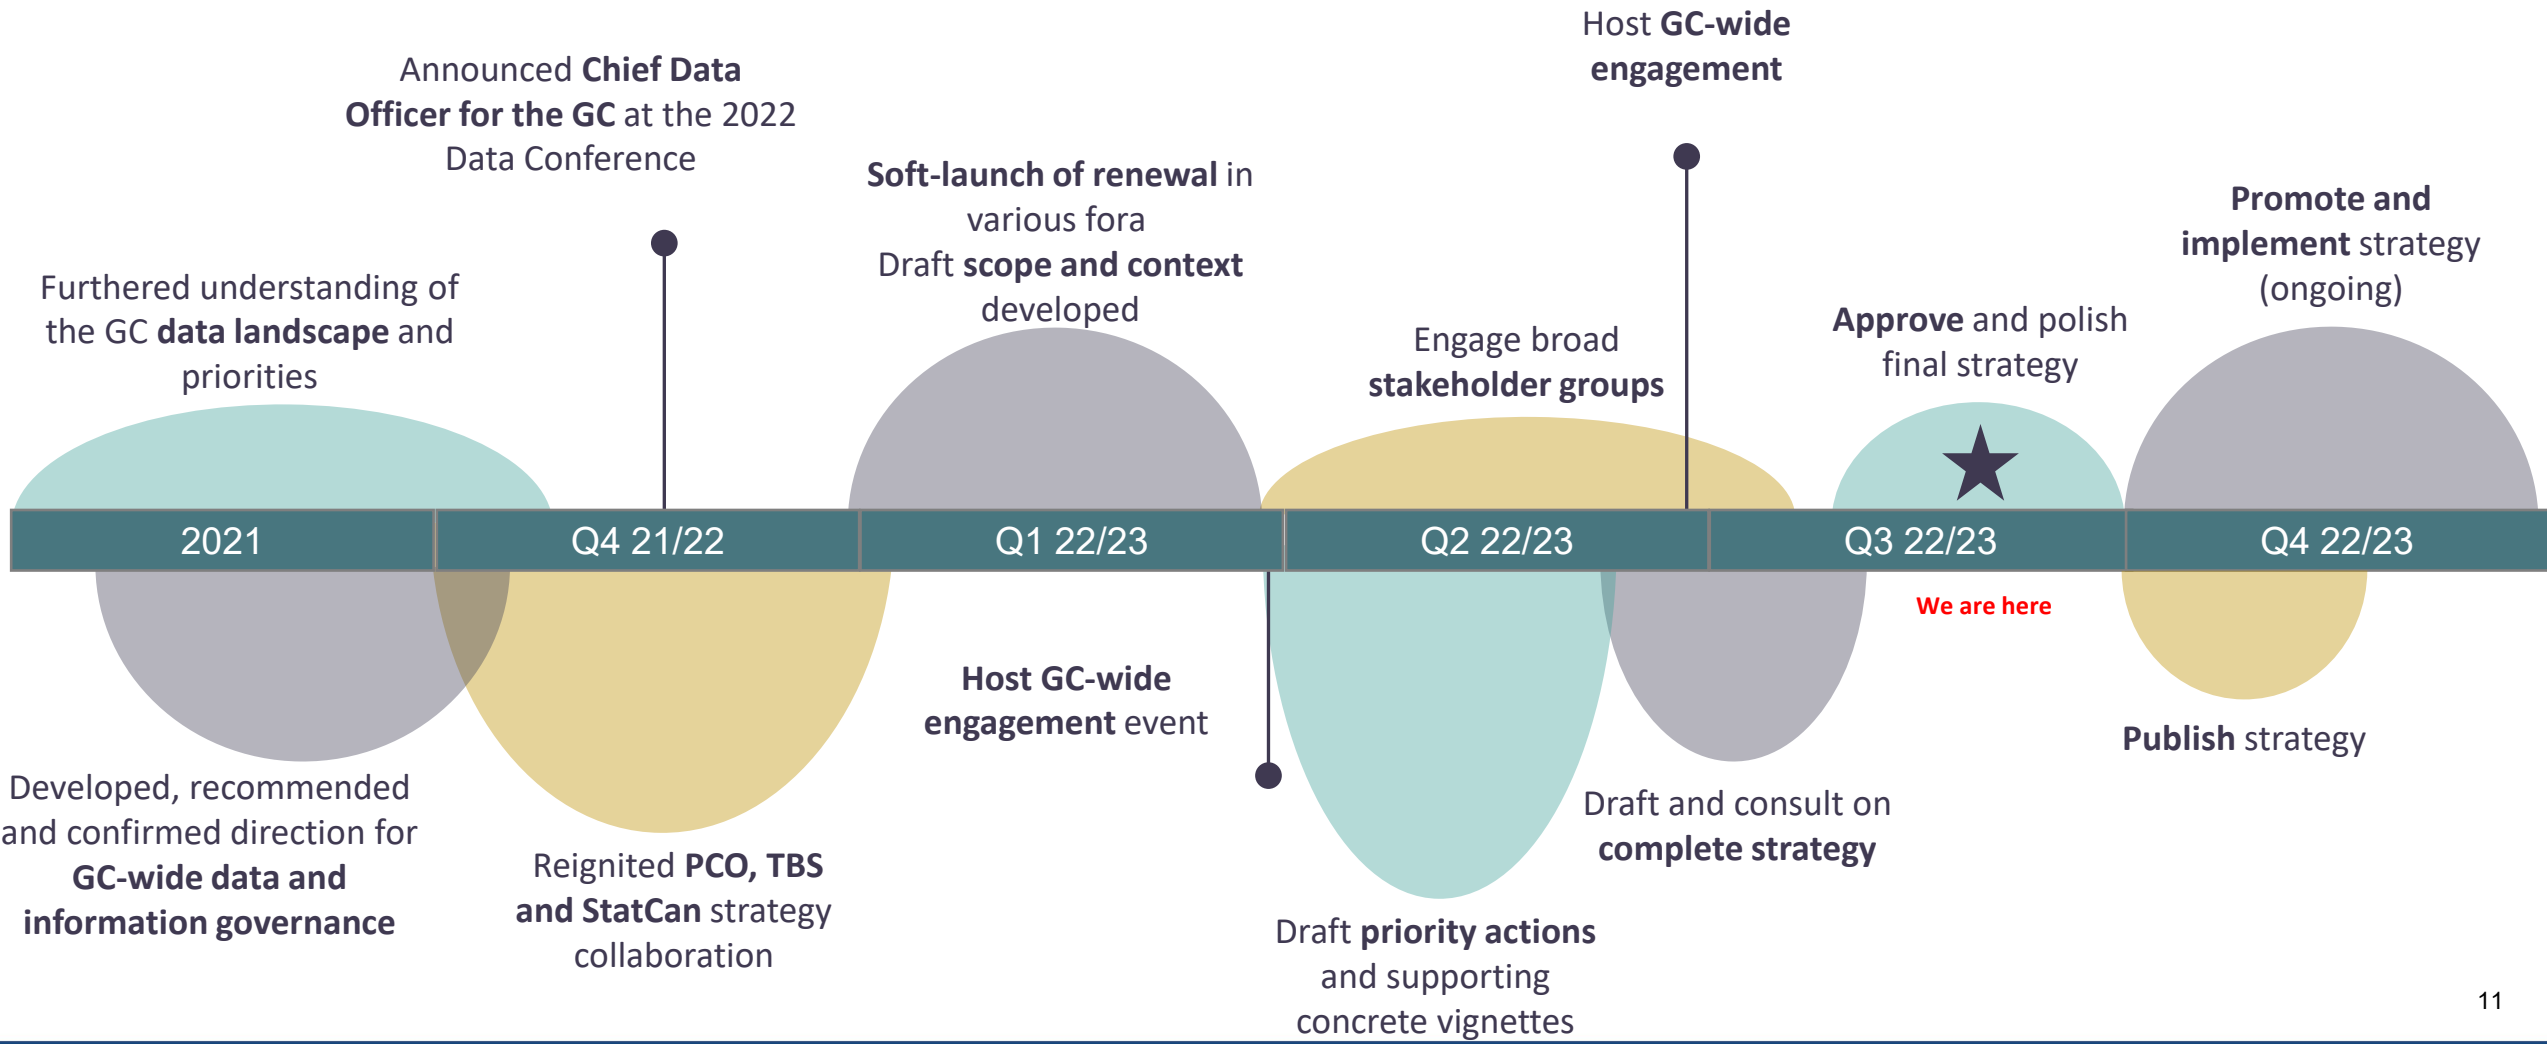 Host GC-wide
engagement
Announced Chief Data
Officer for the GC at the 2022
Data Conference
Soft-launch of renewal in
various fora
Draft scope and context
developed
Promote and
implement strategy
(ongoing)
Furthered understanding of
the GC data landscape and
priorities
Engage broad
stakeholder groups
Approve and polish
final strategy
2021
Q4 21/22
Q1 22/23
Q2 22/23
Q3 22/23
Q4 22/23
We are here
Host GC-wide
engagement event
Publish strategy
Developed, recommended
and confirmed direction for
GC-wide data and
information governance
Reignited PCO, TBS
and StatCan strategy
collaboration
Draft and consult on
complete strategy
Draft priority actions
and supporting
concrete vignettes
11